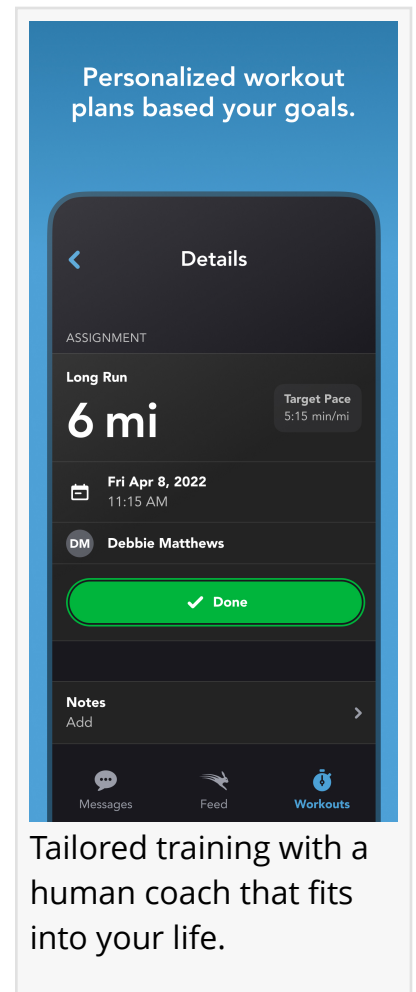 Personalized workout
plans based your goals.
Details
ASSIGNMENT
Long Run
6 mi
Target Pace
5:15 min/mi
Fri Apr 8, 2022
11:15 AM
DM Debbie Matthews
Done
Notes
Add
Messages Feed Workouts
Tailored training with a
human coach that fits
into your life.